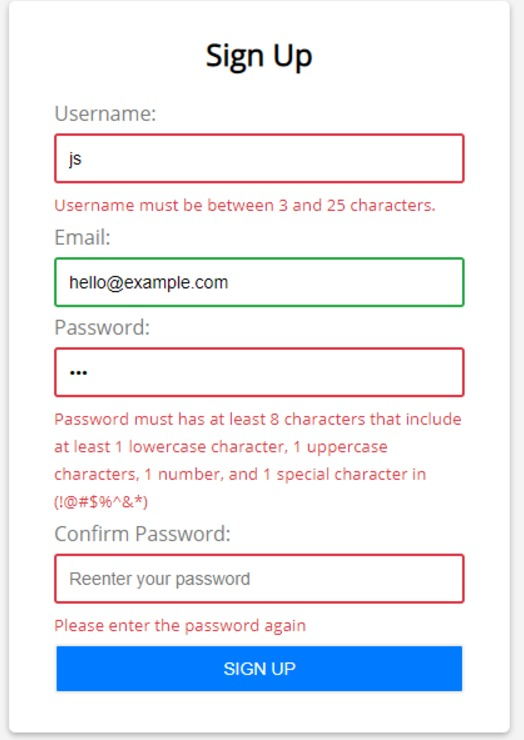 Sign Up
Username:
js
Username must be between 3 and 25 characters.
Email:
hello@example.com
Password:
•••
Password must has at least 8 characters that include
at least 1 lowercase character, 1 uppercase
characters, 1 number, and 1 special character in
(!@#$%^&*)
Confirm Password:
Reenter your password
Please enter the password again
SIGN UP